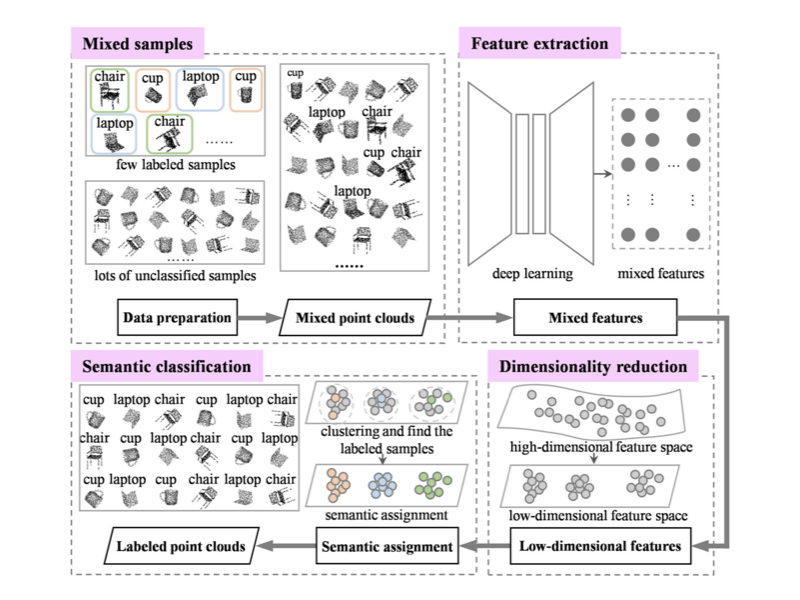 Mixed samples
chair cup laptop cup
laptop chair
......
few labeled samples
......
lots of unclassified samples
cup
laptop chair
cup chair
laptop
......
Data preparation
Mixed point clouds
Feature extraction
deep learning
...
mixed features
Mixed features
Semantic classification
cup laptop chair cup laptop chair
chair cup laptop chair cup laptop
cup laptop cup chair laptop chair
clustering and find the
labeled samples
semantic assignment
Labeled point clouds
Semantic assignment
Dimensionality reduction
high-dimensional feature space
low-dimensional feature space
Low-dimensional features